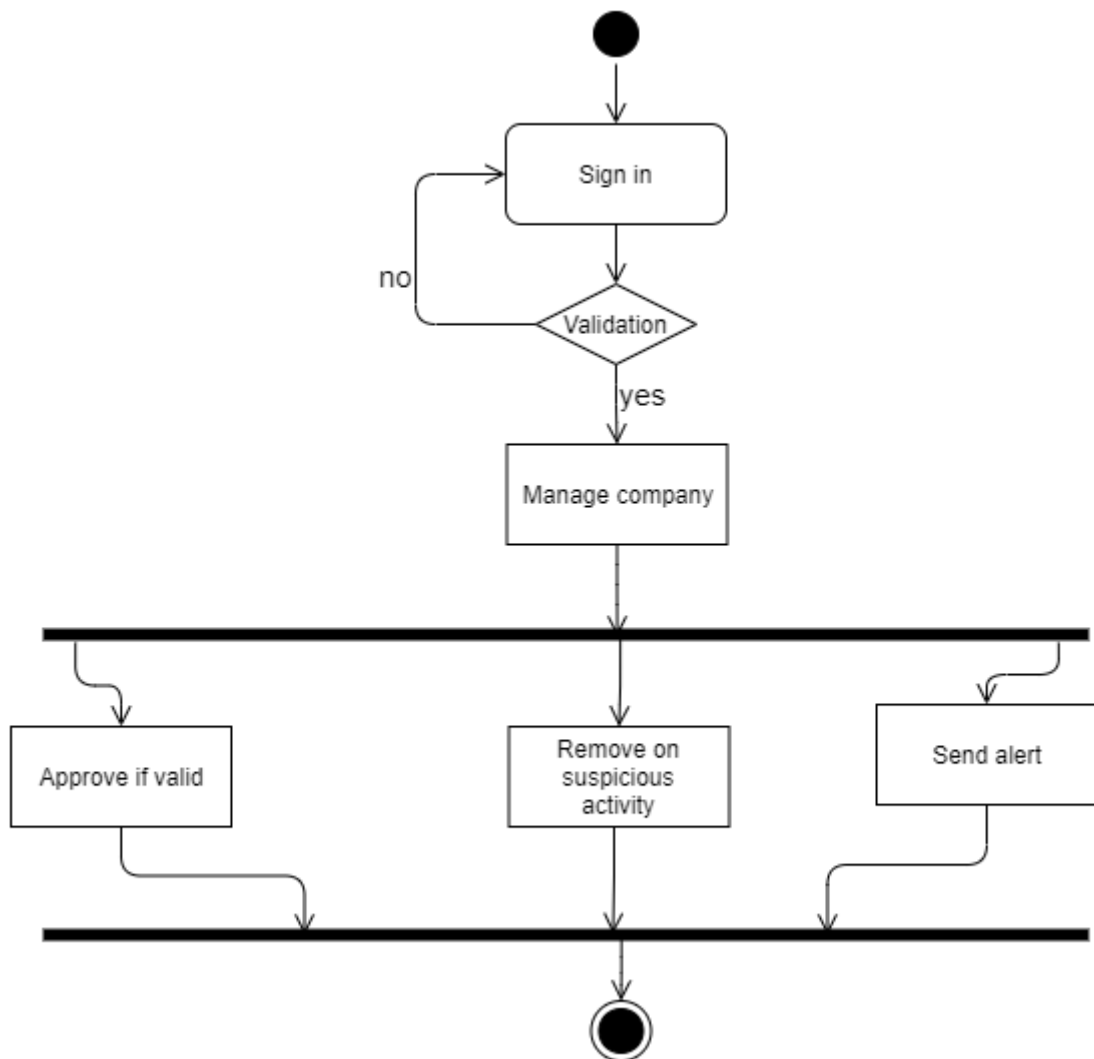 Sign in
no
Validation
yes
Manage company
Approve if valid
Remove on
suspicious
activity
Send alert